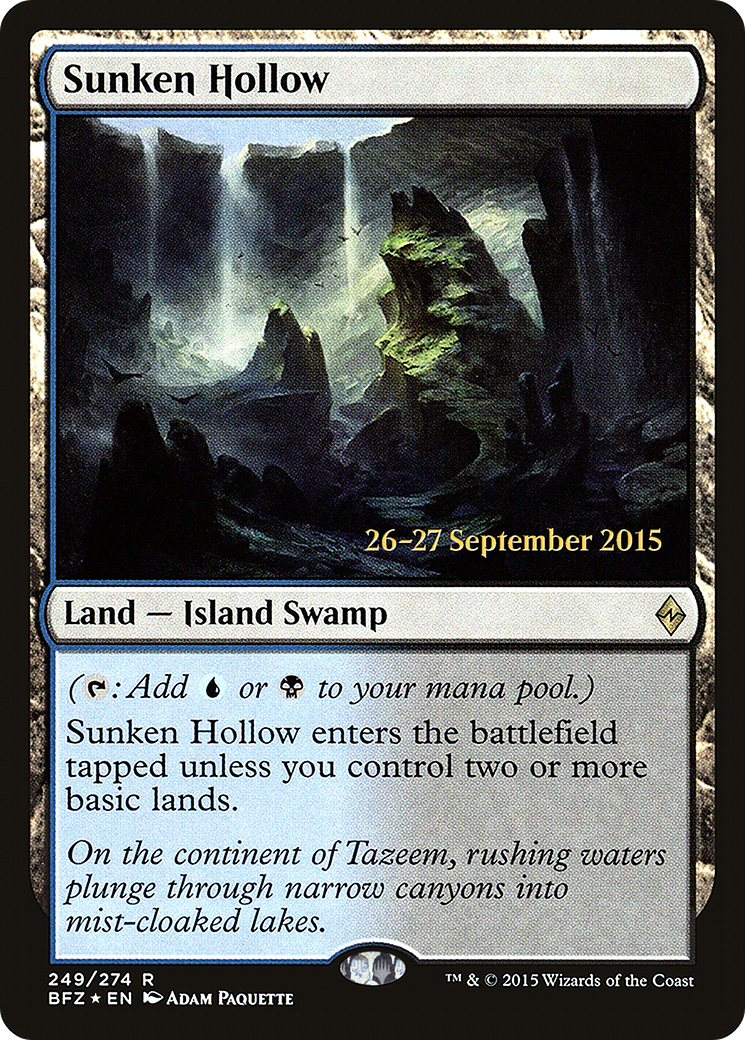 Sunken Hollow
26–27 September 2015
Land — Island Swamp
( : Add or to your mana pool.)
Sunken Hollow enters the battlefield
tapped unless you control two or more
basic lands.
On the continent of Tazeem, rushing waters
plunge through narrow canyons into
mist-cloaked lakes.
249/274 R
BFZ ★ EN Adam Paquette
™ & © 2015 Wizards of the Coast